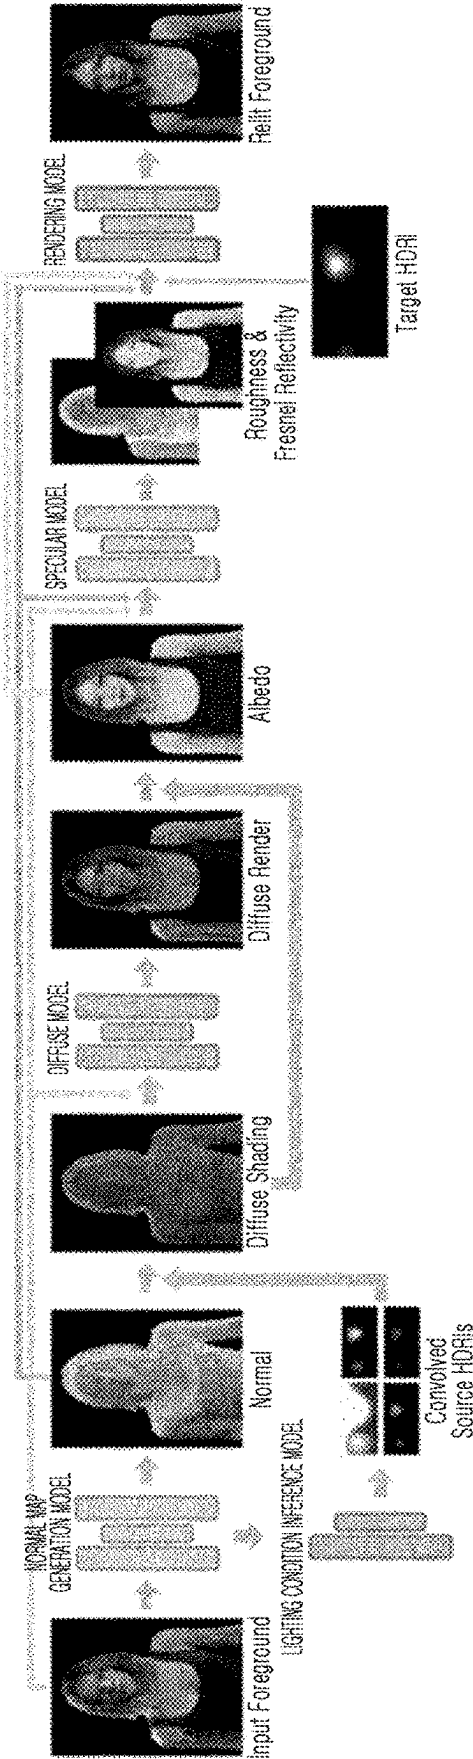 Input Foreground
NORMAL MAP
GENERATION MODEL
Normal
LIGHTING CONDITION INFERENCE MODEL
Convolved
Source HDRIs
Diffuse Shading
DIFFUSE MODEL
Diffuse Render
Albedo
SPECULAR MODEL
Roughness &
Fresnel Reflectivity
Target HDRI
RENDERING MODEL
Relit Foreground